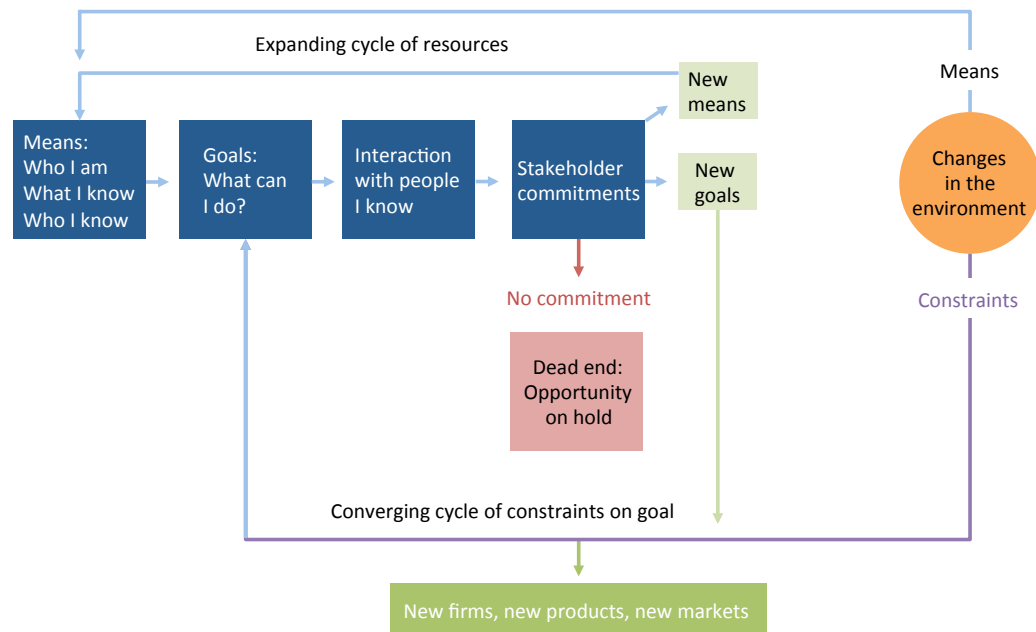 Expanding cycle of resources
Means
New
means
Means:
Who I am
What I know
Who I know
Goals:
What can
I do?
Interaction
with people
I know
Stakeholder
commitments
New
goals
Changes
in the
environment
No commitment
Constraints
Dead end:
Opportunity
on hold
Converging cycle of constraints on goal
New firms, new products, new markets